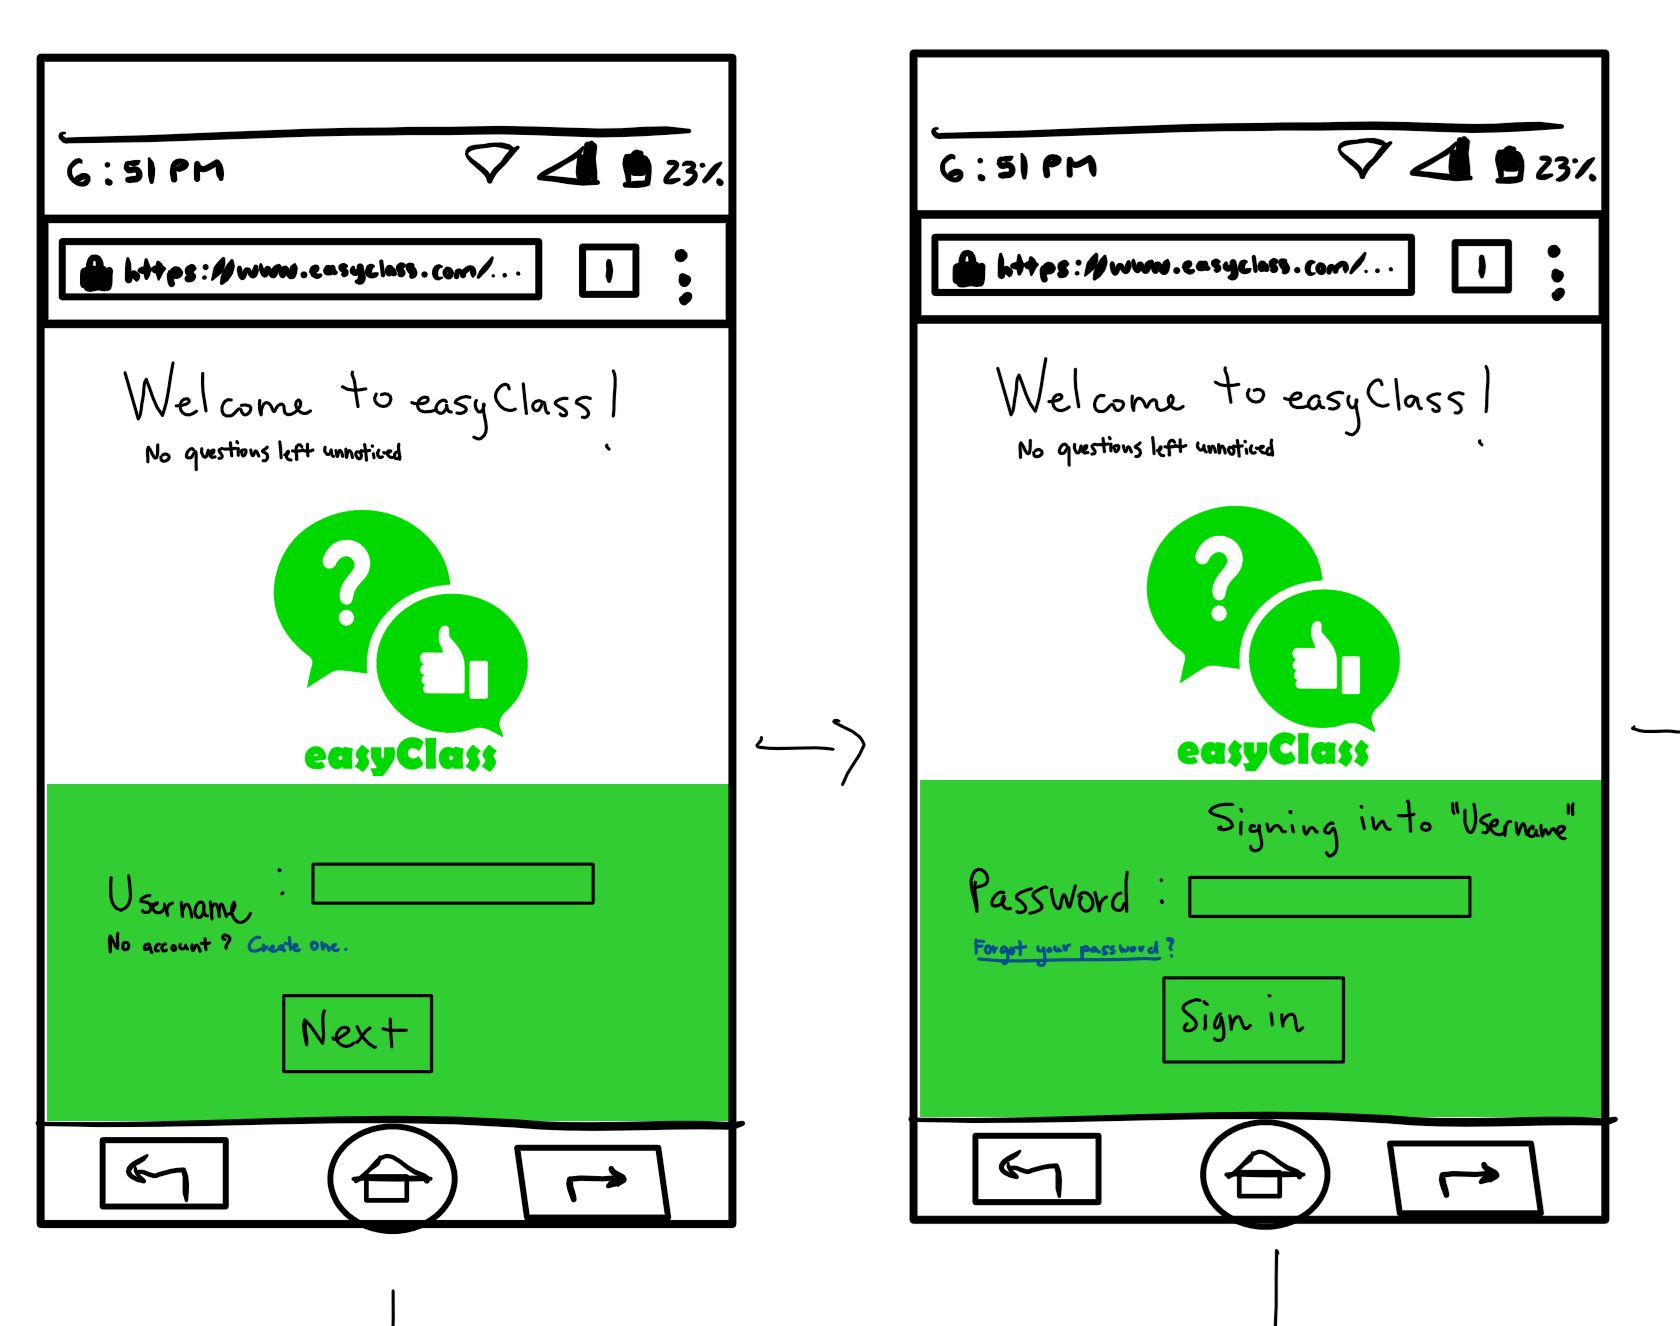 6:51 PM 23%
https://www.easyclass.com/... 1
Welcome to easyClass!
No questions left unnoticed
?
easyClass
Username :
No account? Create one.
Next
6:51 PM 23%
https://www.easyclass.com/... 1
Welcome to easyClass!
No questions left unnoticed
?
easyClass
Signing into "Username"
Password :
Forgot your password?
Sign in